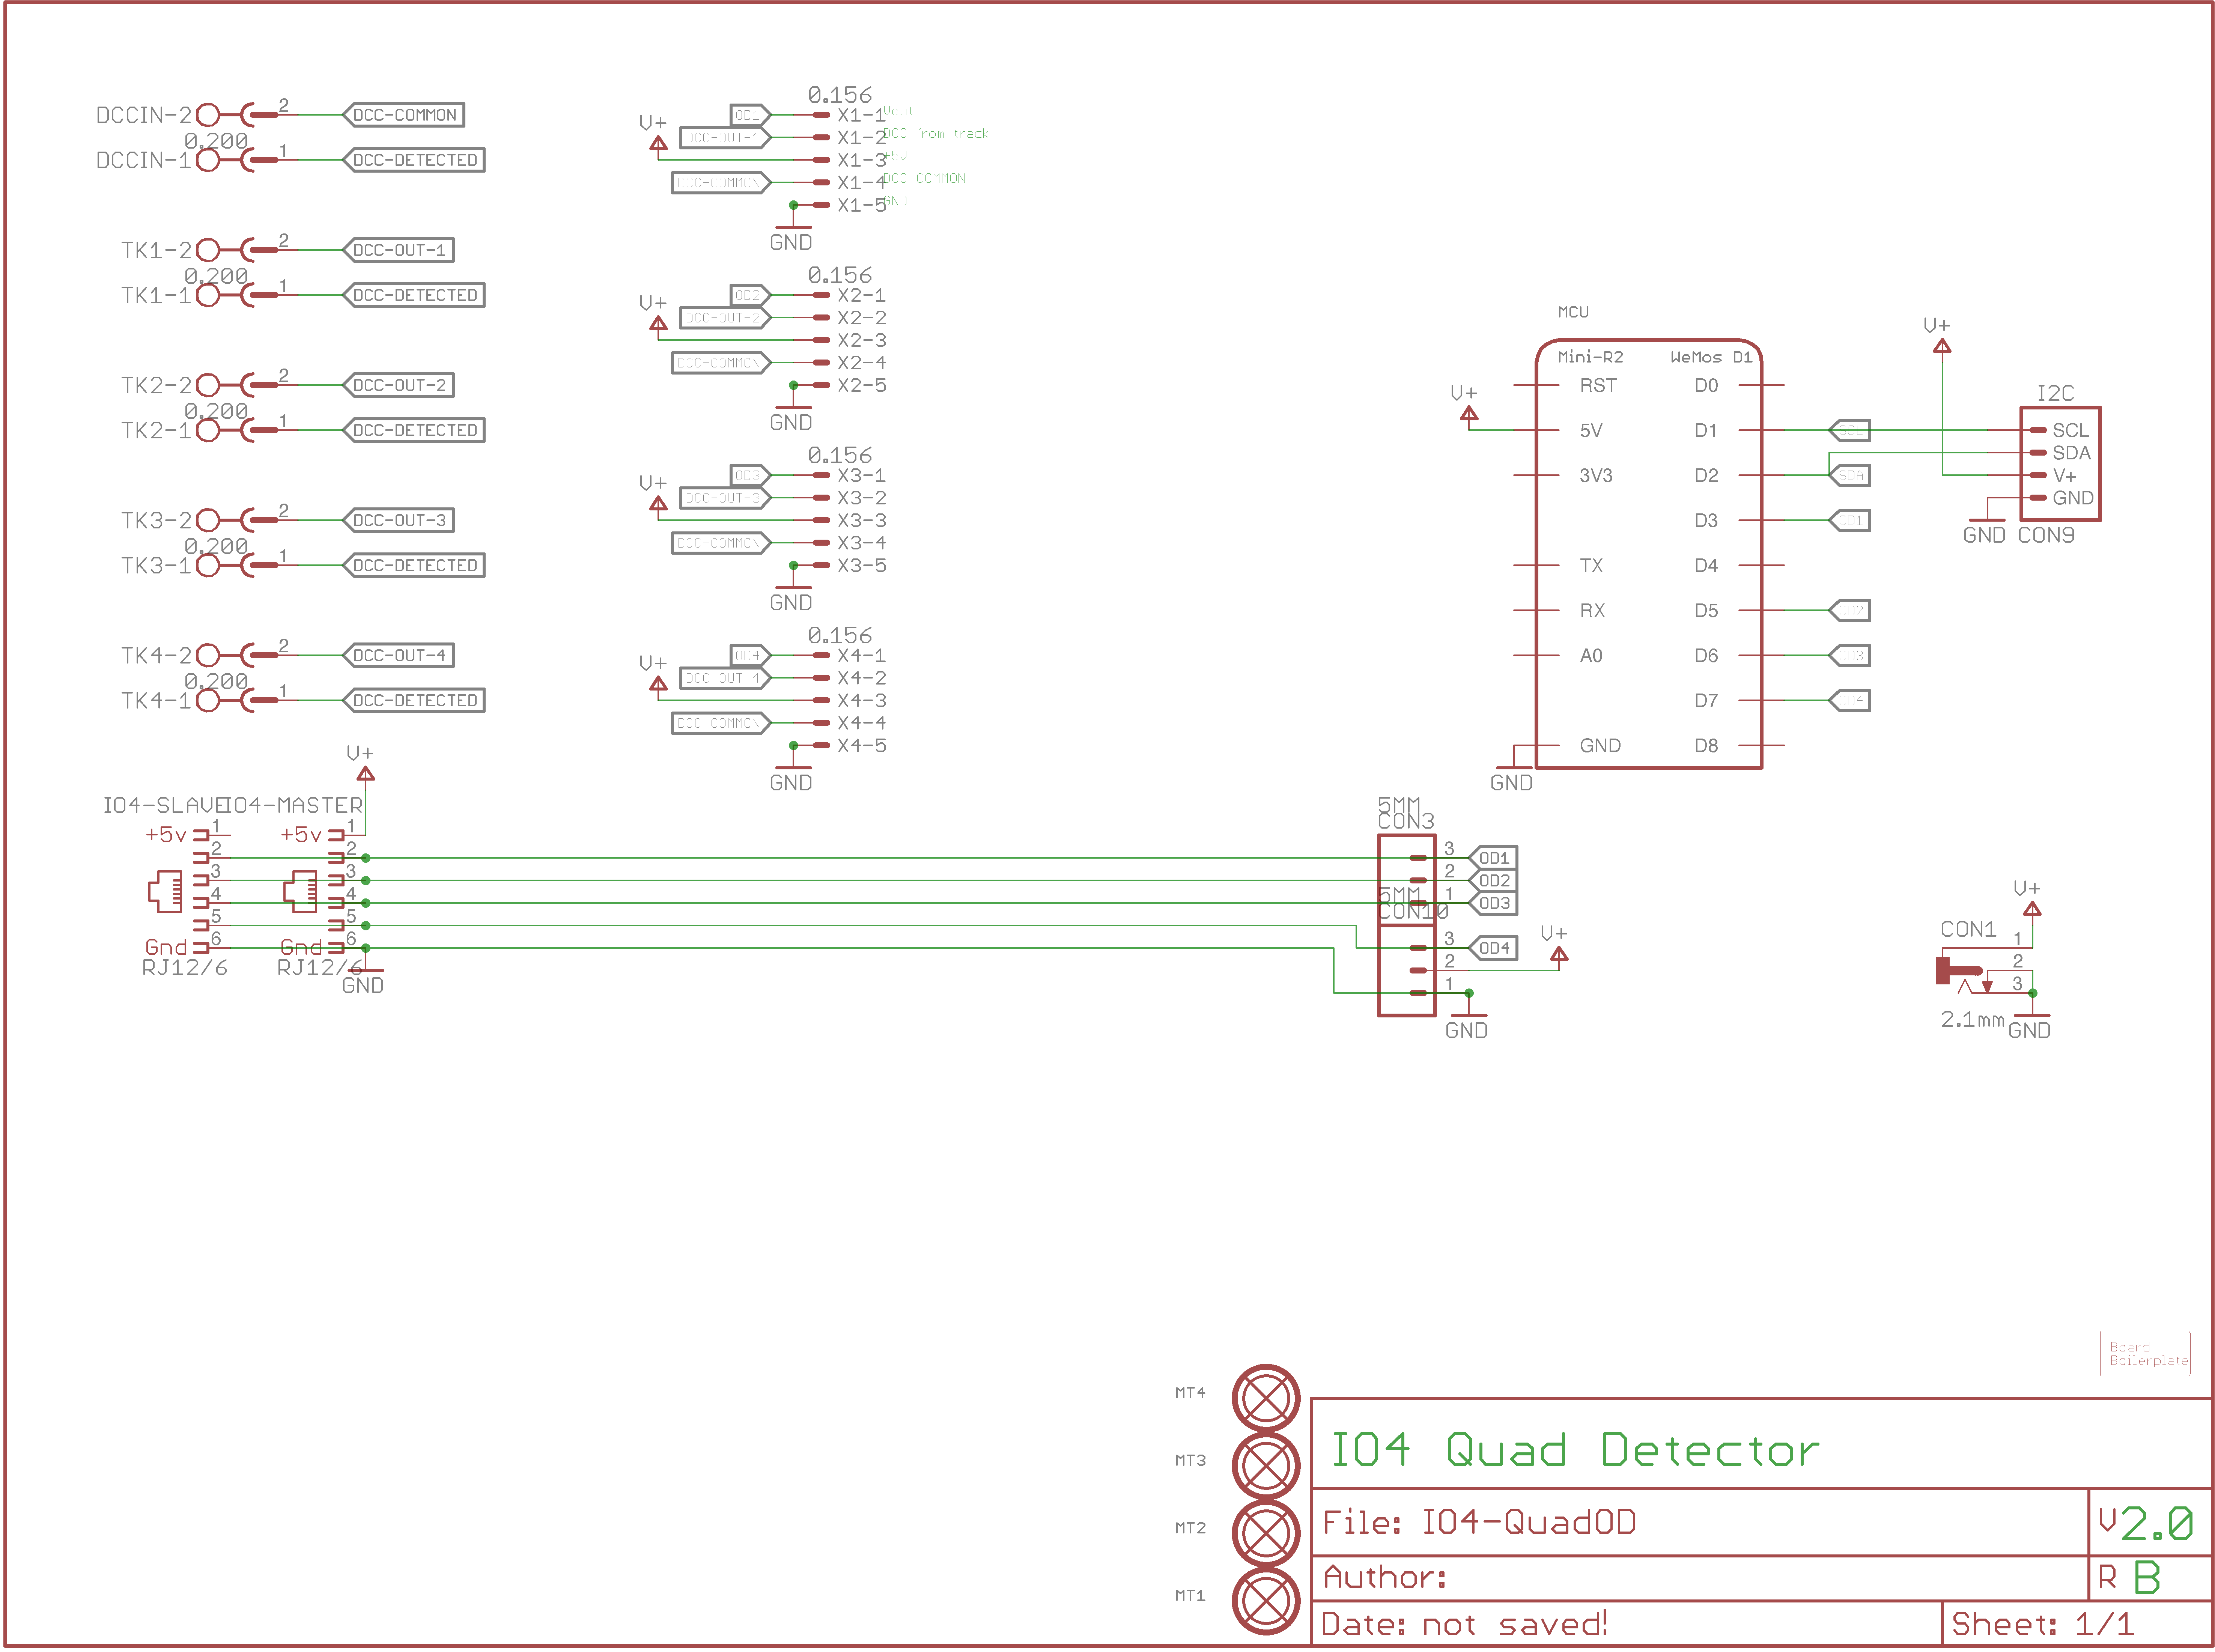 DCCIN-2 2 DCC-COMMON
0.200
DCCIN-1 1 DCC-DETECTED
TK1-2 2 DCC-OUT-1
0.200
TK1-1 1 DCC-DETECTED
TK2-2 2 DCC-OUT-2
0.200
TK2-1 1 DCC-DETECTED
TK3-2 2 DCC-OUT-3
0.200
TK3-1 1 DCC-DETECTED
TK4-2 2 DCC-OUT-4
0.200
TK4-1 1 DCC-DETECTED
0.156
V+
OD1 X1-1 Vout
DCC-OUT-1 X1-2 DCC-from-track
X1-3 +5V
DCC-COMMON X1-4 DCC-COMMON
X1-5 GND
GND
0.156
V+
OD2 X2-1
DCC-OUT-2 X2-2
X2-3
DCC-COMMON X2-4
X2-5
GND
0.156
V+
OD3 X3-1
DCC-OUT-3 X3-2
X3-3
DCC-COMMON X3-4
X3-5
GND
0.156
V+
OD4 X4-1
DCC-OUT-4 X4-2
X4-3
DCC-COMMON X4-4
X4-5
GND
MCU
Mini-R2 WeMos D1
RST D0
V+
5V D1 SCL
3V3 D2 SDA
D3 OD1
TX D4
RX D5 OD2
A0 D6 OD3
D7 OD4
GND D8
GND
V+
I2C
SCL
SDA
V+
GND
GND CON9
V+
IO4-SLAVE IO4-MASTER
+5v 1 +5v 1
2 2
3 3
4 4
5 5
Gnd 6 Gnd 6
RJ12/6 RJ12/6
GND
5MM
CON3
3 OD1
2 OD2
1 OD3
5MM
CON10
3 OD4
V+
2
1
GND
V+
CON1
1
2
3
2.1mm GND
Board
Boilerplate
MT4
MT3
MT2
MT1
IO4 Quad Detector
File: IO4-QuadOD V2.0
Author: R B
Date: not saved! Sheet: 1/1